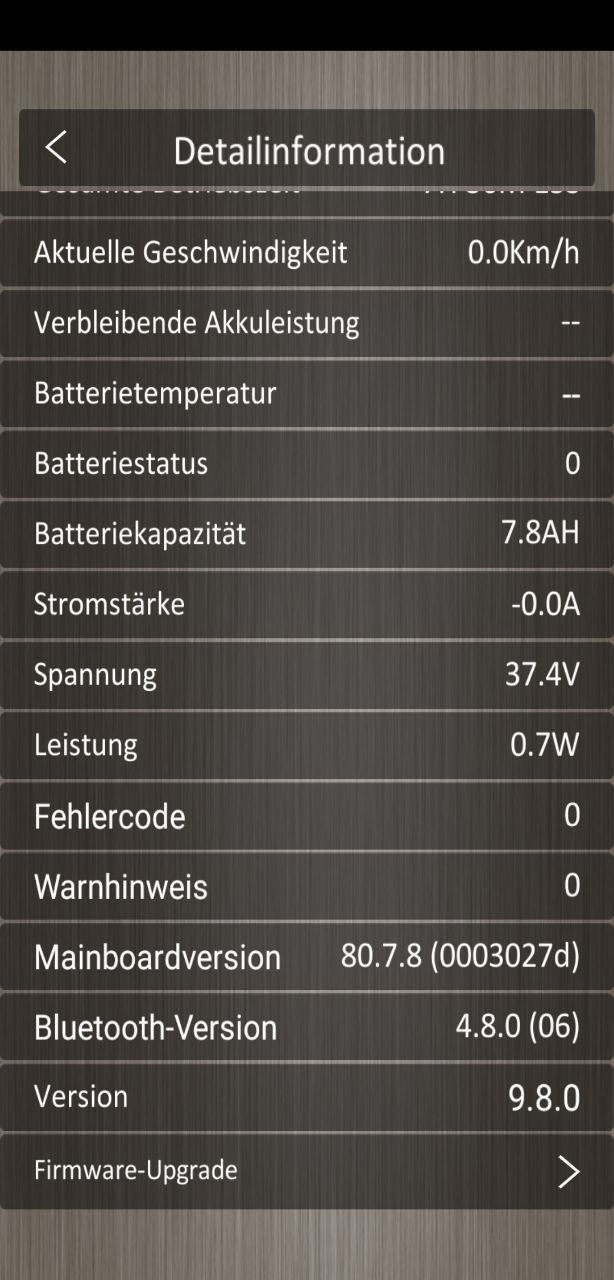 Detailinformation
Aktuelle Geschwindigkeit 0.0Km/h
Verbleibende Akkuleistung --
Batterietemperatur --
Batteriestatus 0
Batteriekapazität 7.8AH
Stromstärke -0.0A
Spannung 37.4V
Leistung 0.7W
Fehlercode 0
Warnhinweis 0
Mainboardversion 80.7.8 (0003027d)
Bluetooth-Version 4.8.0 (06)
Version 9.8.0
Firmware-Upgrade